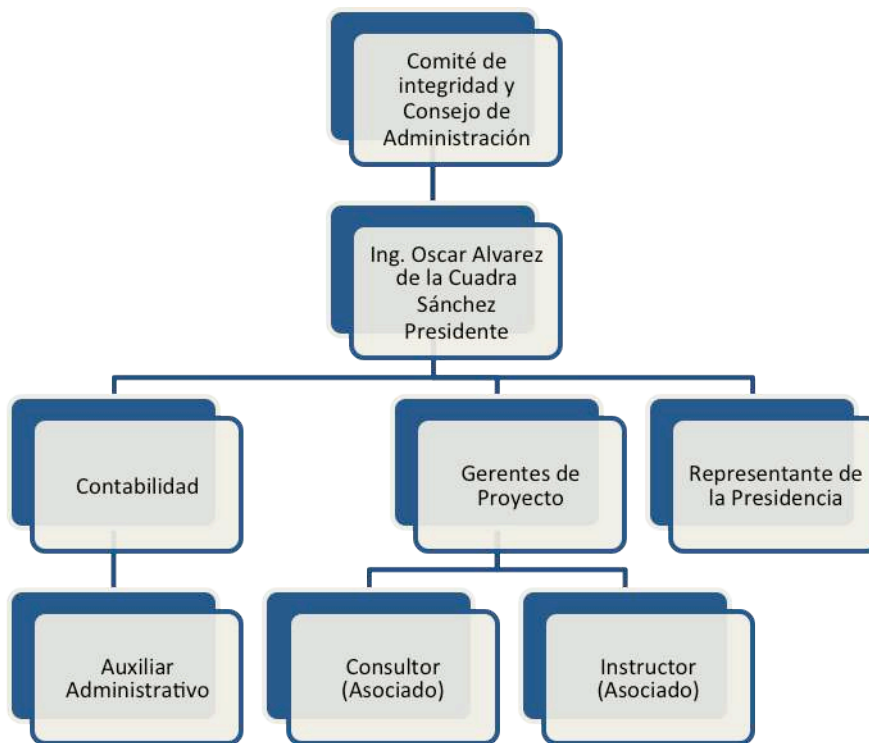 Comité de
integridad y
Consejo de
Administración
Ing. Oscar Alvarez
de la Cuadra
Sánchez
Presidente
Contabilidad
Gerentes de
Proyecto
Representante de
la Presidencia
Auxiliar
Administrativo
Consultor
(Asociado)
Instructor
(Asociado)